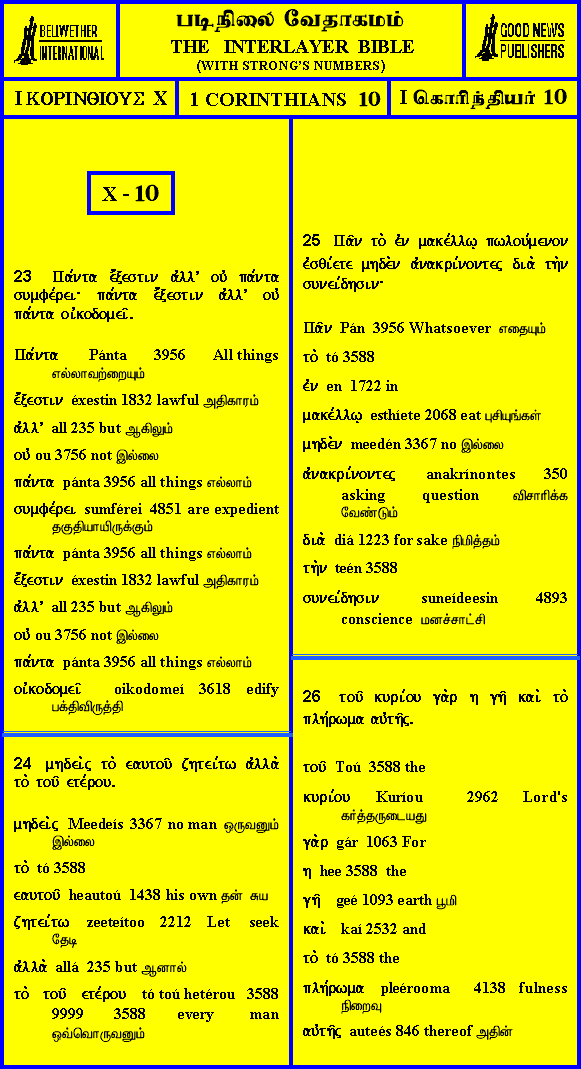 BELLWETHER
INTERNATIONAL
படிநிலை வேதாகமம்
THE INTERLAYER BIBLE
(WITH STRONG'S NUMBERS)
GOOD NEWS
PUBLISHERS
Ι ΚΟΡΙΝΘΙΟΥΣ Χ
1 CORINTHIANS 10
I கொரிந்தியர் 10
X - 10
23 Πάντα ἔξεστιν ἀλλ’ οὐ πάντα
συμφέρει· πάντα ἔξεστιν ἀλλ’ οὐ
πάντα οἰκοδομεῖ.
Πάντα Pánta 3956 All things
எல்லாவற்றையும்
ἔξεστιν éxestin 1832 lawful அதிகாரம்
ἀλλ’ all 235 but ஆகிலும்
οὐ ou 3756 not இல்லை
πάντα pánta 3956 all things எல்லாம்
συμφέρει sumférei 4851 are expedient
தகுதியாயிருக்கும்
πάντα pánta 3956 all things எல்லாம்
ἔξεστιν éxestin 1832 lawful அதிகாரம்
ἀλλ’ all 235 but ஆகிலும்
οὐ ou 3756 not இல்லை
πάντα pánta 3956 all things எல்லாம்
οἰκοδομεῖ oikodomeí 3618 edify
பக்திவிருத்தி
24 μηδεὶς τὸ εαυτοῦ ζητείτω ἀλλὰ
τὸ τοῦ ετέρου.
μηδεὶς Meedeís 3367 no man ஒருவனும்
இல்லை
τὸ tó 3588
εαυτοῦ heautoú 1438 his own தன் சுய
ζητείτω zeeteítoo 2212 Let seek
தேடி
ἀλλὰ allá 235 but ஆனால்
τὸ τοῦ ετέρου tó toú hetérou 3588
9999 3588 every man
ஒவ்வொருவனும்
25 Πᾶν τὸ ἐν μακέλλῳ πωλούμενον
ἐσθίετε μηδὲν ἀνακρίνοντες διὰ τὴν
συνείδησιν·
Πᾶν Pán 3956 Whatsoever எதையும்
τὸ tó 3588
ἐν en 1722 in
μακέλλῳ esthíete 2068 eat புசியுங்கள்
μηδὲν meedén 3367 no இல்லை
ἀνακρίνοντες anakrínontes 350
asking question விசாரிக்க
வேண்டும்
διὰ diá 1223 for sake நிமித்தம்
τὴν teén 3588
συνείδησιν suneídeesin 4893
conscience மனச்சாட்சி
26 τοῦ κυρίου γὰρ η γῆ καὶ τὸ
πλήρωμα αὐτῆς.
τοῦ Toú 3588 the
κυρίου Kuríou 2962 Lord's
கர்த்தருடையது
γὰρ gár 1063 For
η hee 3588 the
γῆ geé 1093 earth பூமி
καὶ kaí 2532 and
τὸ tó 3588 the
πλήρωμα pleérooma 4138 fulness
நிறைவு
αὐτῆς auteés 846 thereof அதின்